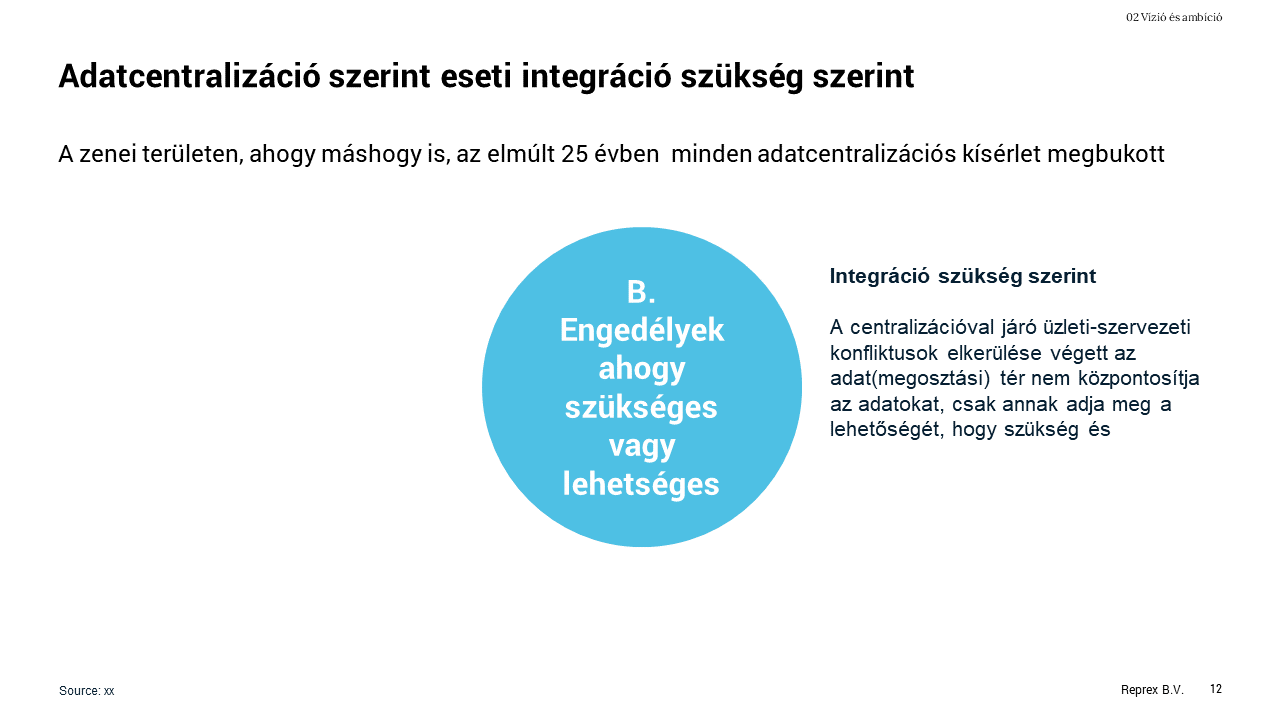 02 Vízió és ambíció
Adatcentralizáció szerint eseti integráció szükség szerint
A zenei területen, ahogy máshogy is, az elmúlt 25 évben  minden adatcentralizációs kísérlet megbukott
B.
Engedélyek
ahogy
szükséges
vagy
lehetséges
Integráció szükség szerint
A centralizációval járó üzleti-szervezeti
konfliktusok elkerülése végett az
adat(megosztási) tér nem központosítja
az adatokat, csak annak adja meg a
lehetőségét, hogy szükség és
Source: xx
Reprex B.V.
12